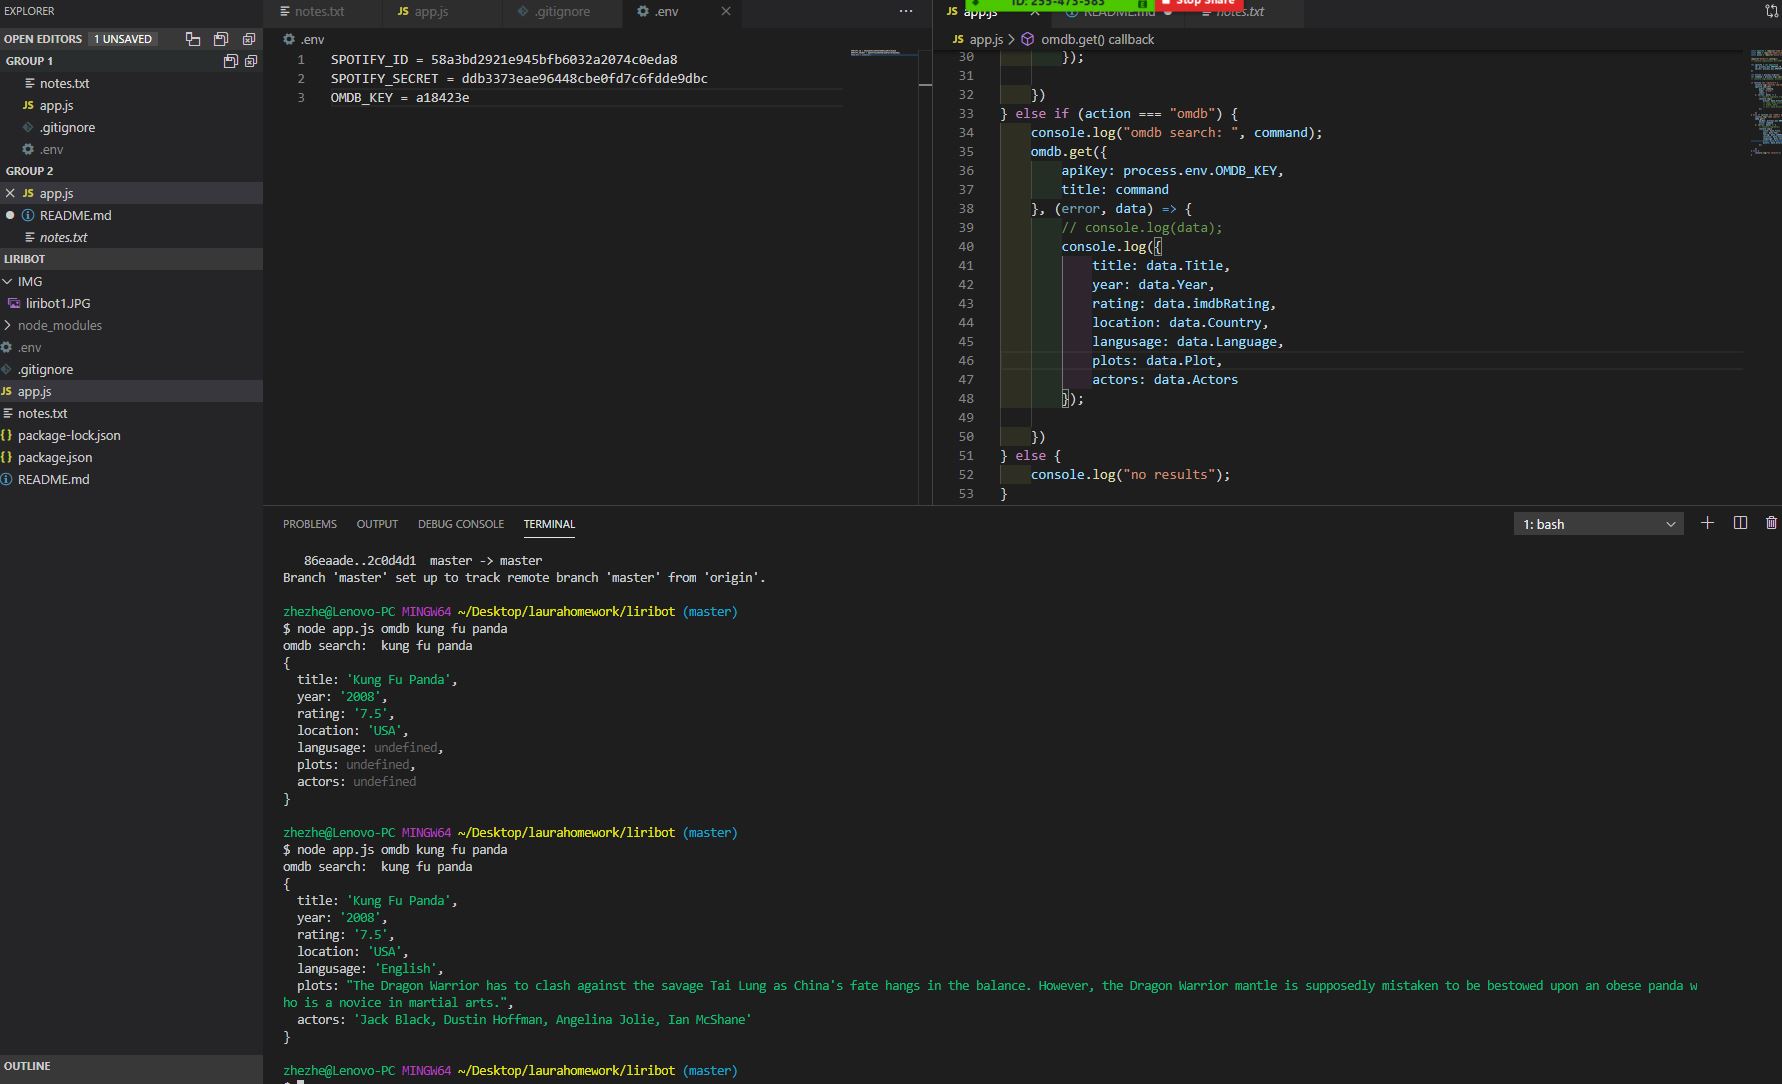 EXPLORER
OPEN EDITORS 1 UNSAVED
GROUP 1
notes.txt
JS app.js
.gitignore
.env
GROUP 2
JS app.js
README.md
notes.txt
LIRIBOT
IMG
liribot1.JPG
node_modules
.env
.gitignore
JS app.js
notes.txt
{} package-lock.json
{} package.json
README.md
OUTLINE
notes.txt JS app.js .gitignore .env
.env
1 SPOTIFY_ID = 58a3bd2921e945bfb6032a2074c0eda8
2 SPOTIFY_SECRET = ddb3373eae96448cbe0fd7c6fdde9dbc
3 OMDB_KEY = a18423e
ID: 255-473-583 Stop Share
JS app.js README.md notes.txt
JS app.js > omdb.get() callback
30 });
31
32 })
33 } else if (action === "omdb") {
34 console.log("omdb search: ", command);
35 omdb.get({
36 apiKey: process.env.OMDB_KEY,
37 title: command
38 }, (error, data) => {
39 // console.log(data);
40 console.log({
41 title: data.Title,
42 year: data.Year,
43 rating: data.imdbRating,
44 location: data.Country,
45 langusage: data.Language,
46 plots: data.Plot,
47 actors: data.Actors
48 });
49
50 })
51 } else {
52 console.log("no results");
53 }
PROBLEMS OUTPUT DEBUG CONSOLE TERMINAL 1: bash
86eaade..2c0d4d1 master -> master
Branch 'master' set up to track remote branch 'master' from 'origin'.
zhezhe@Lenovo-PC MINGW64 ~/Desktop/laurahomework/liribot (master)
$ node app.js omdb kung fu panda
omdb search: kung fu panda
{
title: 'Kung Fu Panda',
year: '2008',
rating: '7.5',
location: 'USA',
langusage: undefined,
plots: undefined,
actors: undefined
}
zhezhe@Lenovo-PC MINGW64 ~/Desktop/laurahomework/liribot (master)
$ node app.js omdb kung fu panda
omdb search: kung fu panda
{
title: 'Kung Fu Panda',
year: '2008',
rating: '7.5',
location: 'USA',
langusage: 'English',
plots: "The Dragon Warrior has to clash against the savage Tai Lung as China's fate hangs in the balance. However, the Dragon Warrior mantle is supposedly mistaken to be bestowed upon an obese panda w
ho is a novice in martial arts.",
actors: 'Jack Black, Dustin Hoffman, Angelina Jolie, Ian McShane'
}
zhezhe@Lenovo-PC MINGW64 ~/Desktop/laurahomework/liribot (master)
$